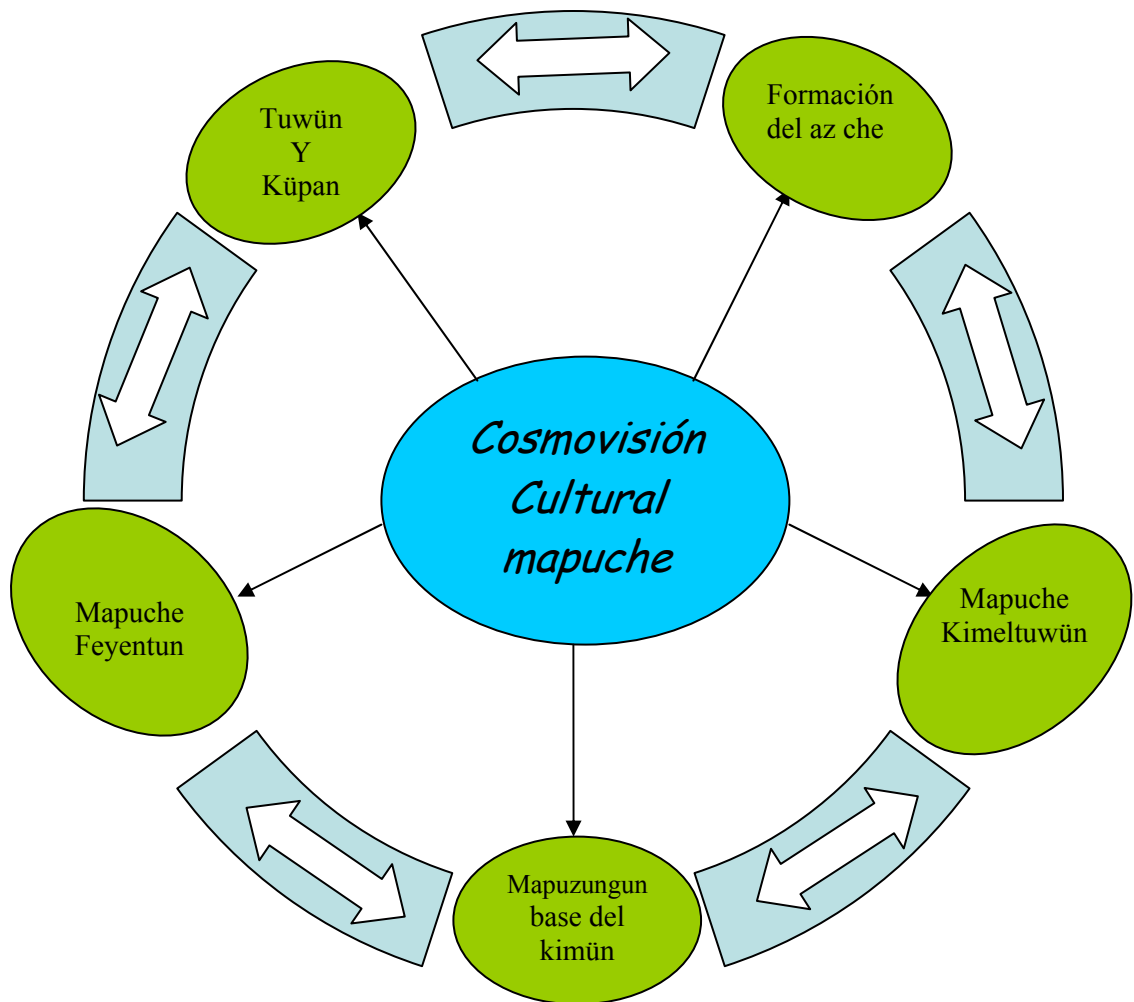 Tuwün
Y
Küpan
Formación
del az che
Cosmovisión
Cultural
mapuche
Mapuche
Feyentun
Mapuche
Kimeltuwün
Mapuzungun
base del
kimün